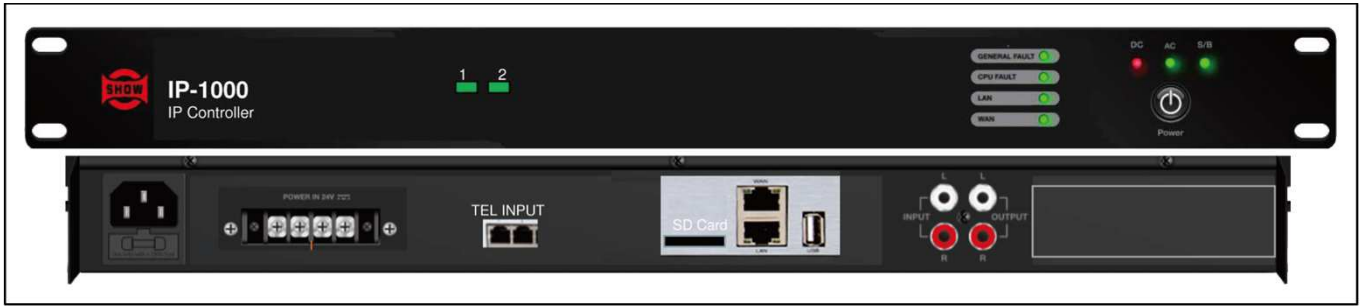 SHOW
IP-1000
IP Controller
1 2
GENERAL FAULT
CPU FAULT
LAN
WAN
DC AC S/B
Power
POWER IN 24V
TEL INPUT
SD Card
WAN
LAN
USB
L L
INPUT OUTPUT
R R